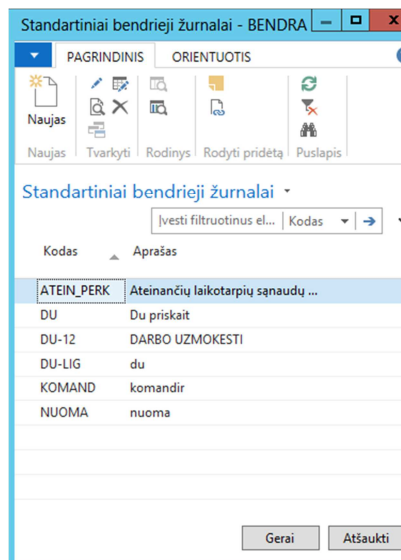 Standartiniai bendrieji žurnalai - BENDRA
PAGRINDINIS ORIENTUOTIS
Naujas
Naujas Tvarkyti Rodinys Rodyti pridėtą Puslapis
Standartiniai bendrieji žurnalai
Įvesti filtruotinus el... Kodas
Kodas Aprašas
ATEIN_PERK Ateinančių laikotarpių sąnaudų ...
DU Du priskait
DU-12 DARBO UZMOKESTI
DU-LIG du
KOMAND komandir
NUOMA nuoma
Gerai Atšaukti